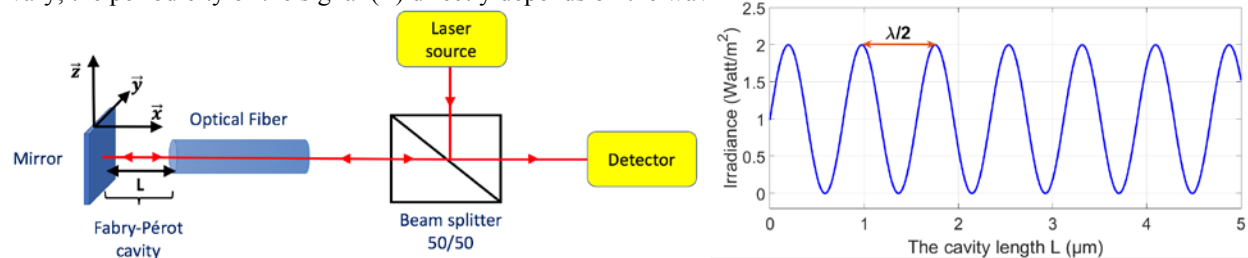 Laser
source
z
y
x
Optical Fiber
Mirror
L
Detector
Fabry-Pérot
cavity
Beam splitter
50/50
2.5
2
1.5
1
0.5
0
λ/2
Irradiance (Watt/m²)
0 1 2 3 4 5
The cavity length L (µm)